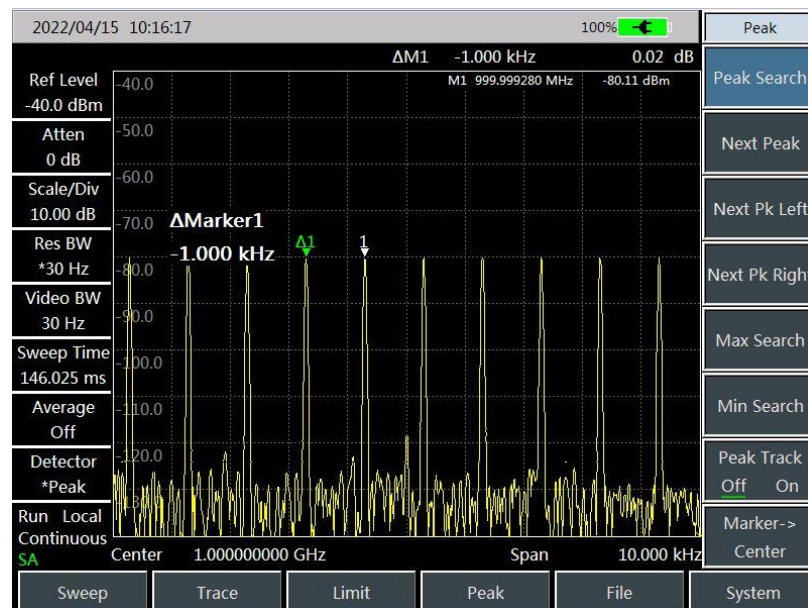 2022/04/15 10:16:17
100%
Peak
ΔM1 -1.000 kHz 0.02 dB
M1 999.999280 MHz -80.11 dBm
Ref Level
-40.0 dBm
Atten
0 dB
Scale/Div
10.00 dB
Res BW
*30 Hz
Video BW
30 Hz
Sweep Time
146.025 ms
Average
Off
Detector
*Peak
Run Local
Continuous
SA
-40.0
-50.0
-60.0
-70.0
-80.0
-90.0
-100.0
-110.0
-120.0
ΔMarker1
-1.000 kHz
Δ1
1
Center 1.000000000 GHz Span 10.000 kHz
Peak Search
Next Peak
Next Pk Left
Next Pk Righ
Max Search
Min Search
Peak Track
Off On
Marker->
Center
Sweep
Trace
Limit
Peak
File
System